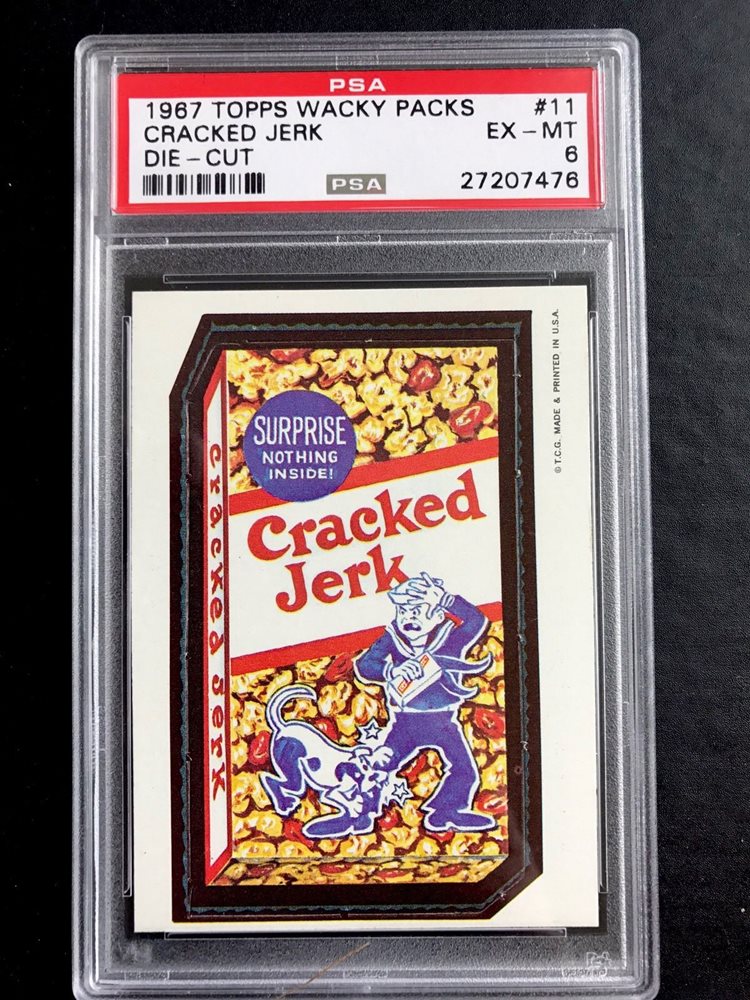 PSA
1967 TOPPS WACKY PACKS #11
CRACKED JERK EX-MT
DIE-CUT 6
PSA 27207476
© T.C.G. MADE & PRINTED IN U.S.A.
SURPRISE
NOTHING
INSIDE!
Cracked
Jerk
Cracked Jerk